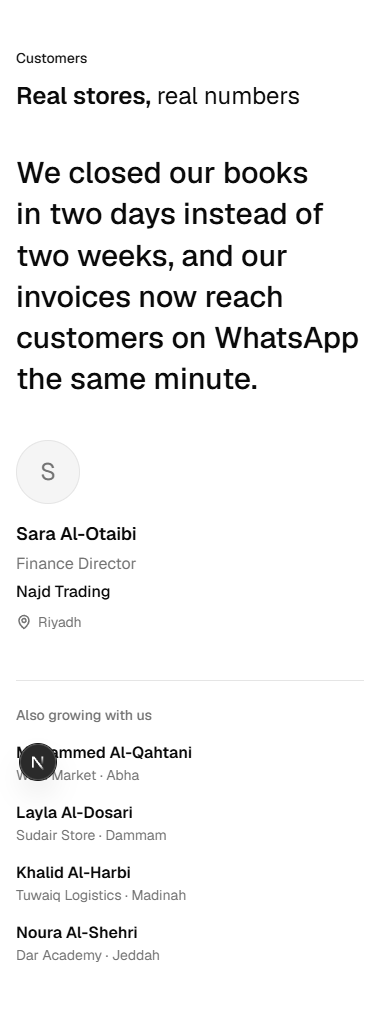 Customers
Real stores, real numbers
We closed our books
in two days instead of
two weeks, and our
invoices now reach
customers on WhatsApp
the same minute.
S
Sara Al-Otaibi
Finance Director
Najd Trading
Riyadh
Also growing with us
N
Al-Qahtani
Market · Abha
Layla Al-Dosari
Sudair Store · Dammam
Khalid Al-Harbi
Tuwaiq Logistics · Madinah
Noura Al-Shehri
Dar Academy · Jeddah